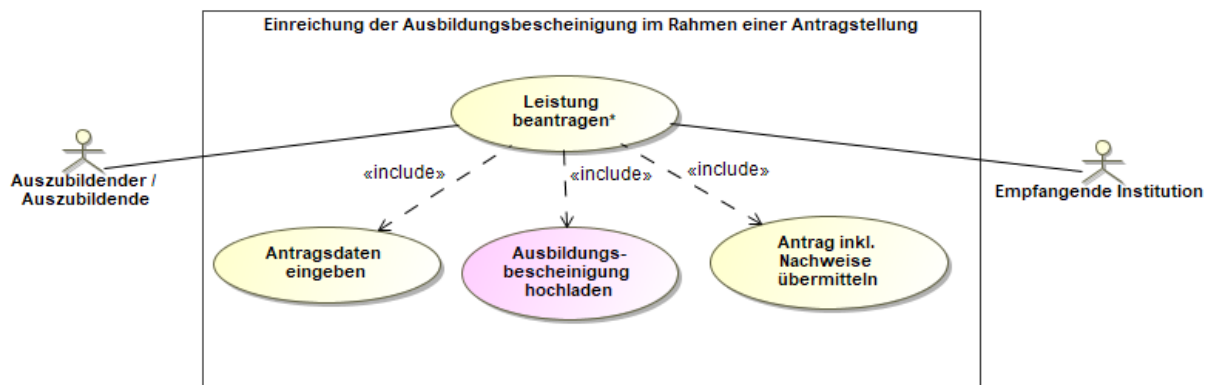 Einreichung der Ausbildungsbescheinigung im Rahmen einer Antragstellung
Leistung
beantragen*
«include»
«include»
«include»
Auszubildender /
Auszubildende
Empfangende Institution
Antragsdaten
eingeben
Ausbildungs-
bescheinigung
hochladen
Antrag inkl.
Nachweise
übermitteln